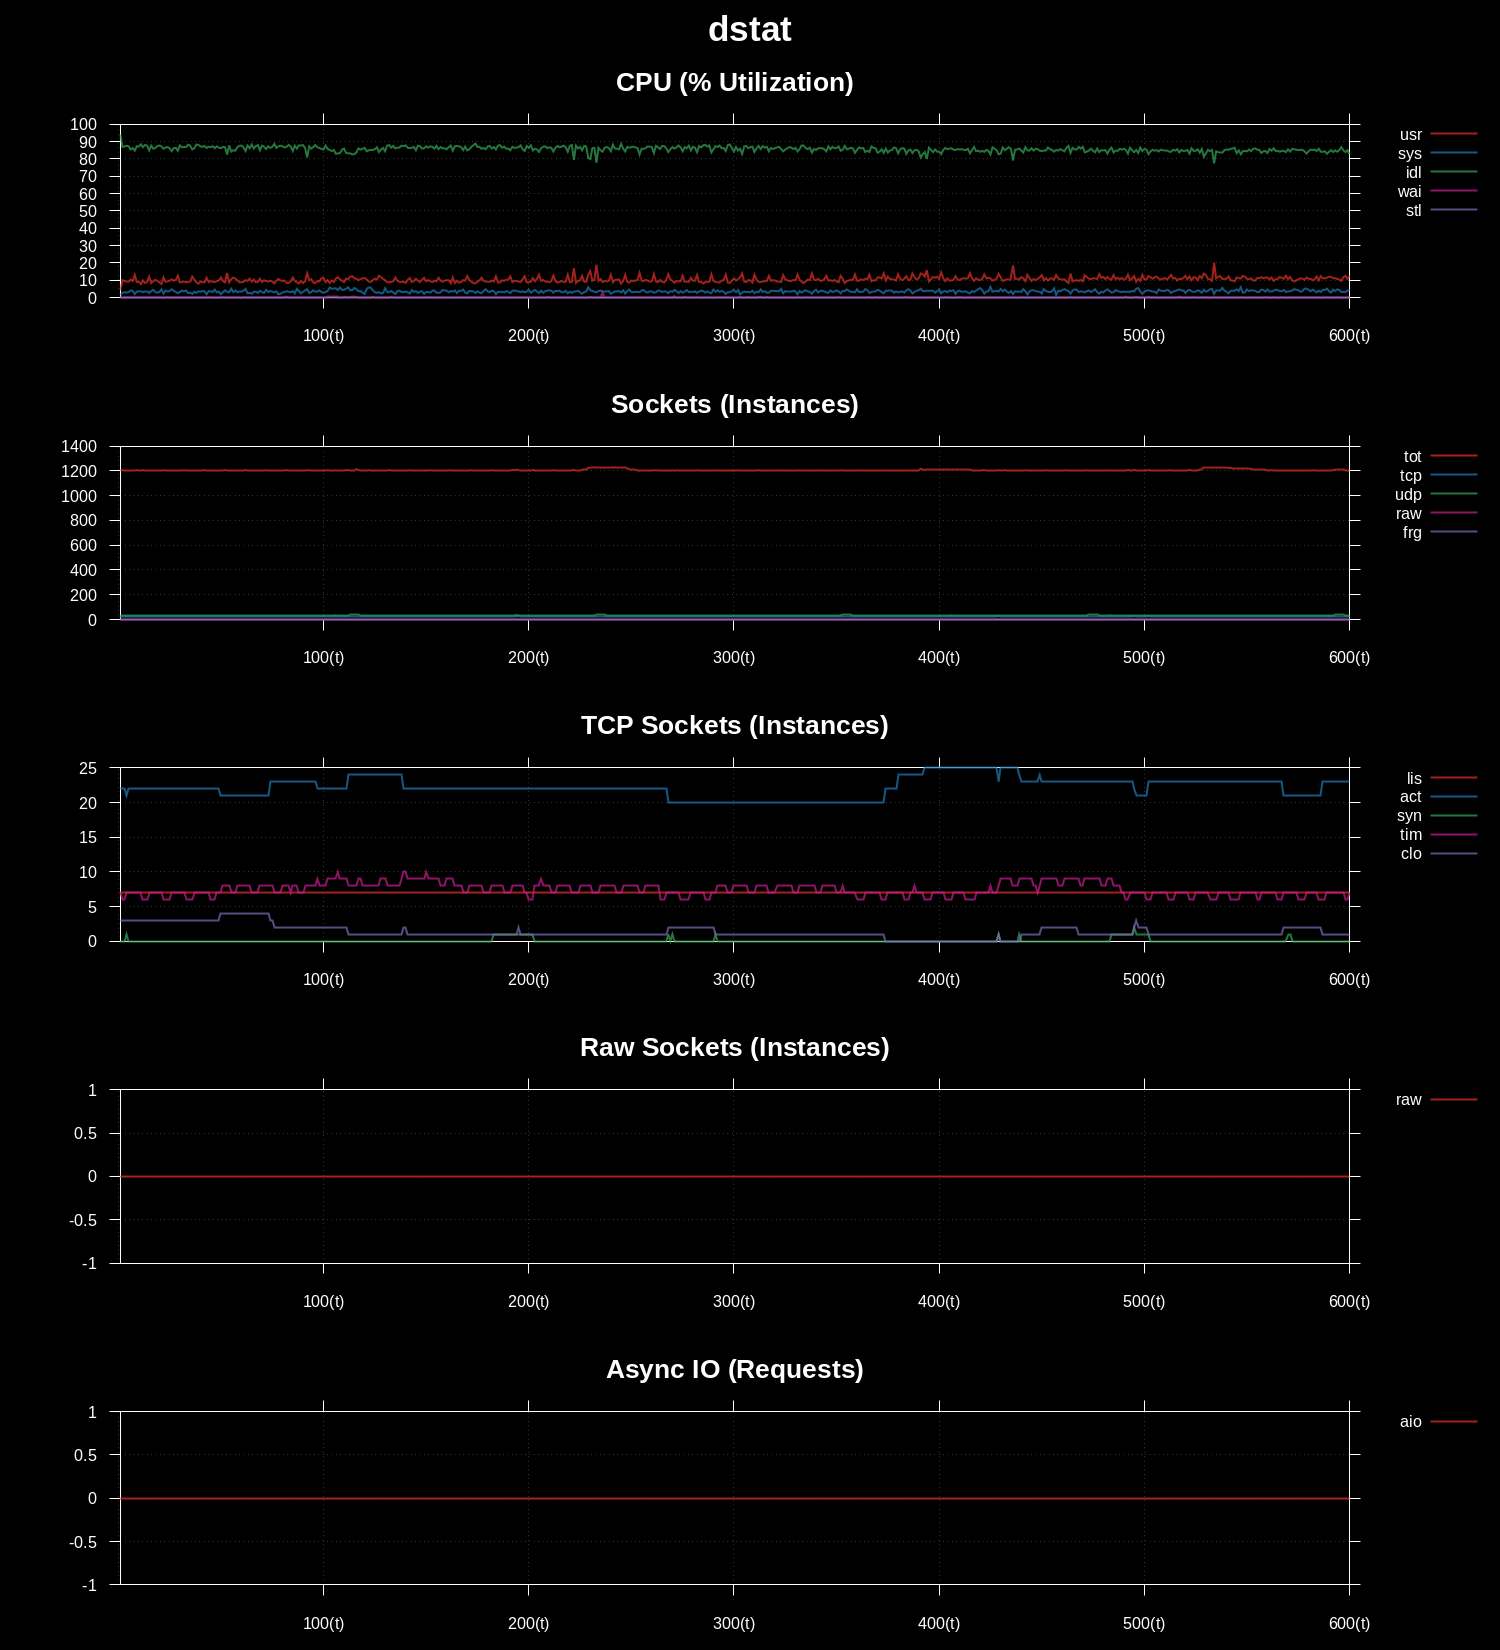 dstat
CPU (% Utilization)
100
90
80
70
60
50
40
30
20
10
0
100(t) 200(t) 300(t) 400(t) 500(t) 600(t)
usr
sys
idl
wai
stl
Sockets (Instances)
1400
1200
1000
800
600
400
200
0
100(t) 200(t) 300(t) 400(t) 500(t) 600(t)
tot
tcp
udp
raw
frg
TCP Sockets (Instances)
25
20
15
10
5
0
100(t) 200(t) 300(t) 400(t) 500(t) 600(t)
lis
act
syn
tim
clo
Raw Sockets (Instances)
1
0.5
0
-0.5
-1
100(t) 200(t) 300(t) 400(t) 500(t) 600(t)
raw
Async IO (Requests)
1
0.5
0
-0.5
-1
100(t) 200(t) 300(t) 400(t) 500(t) 600(t)
aio